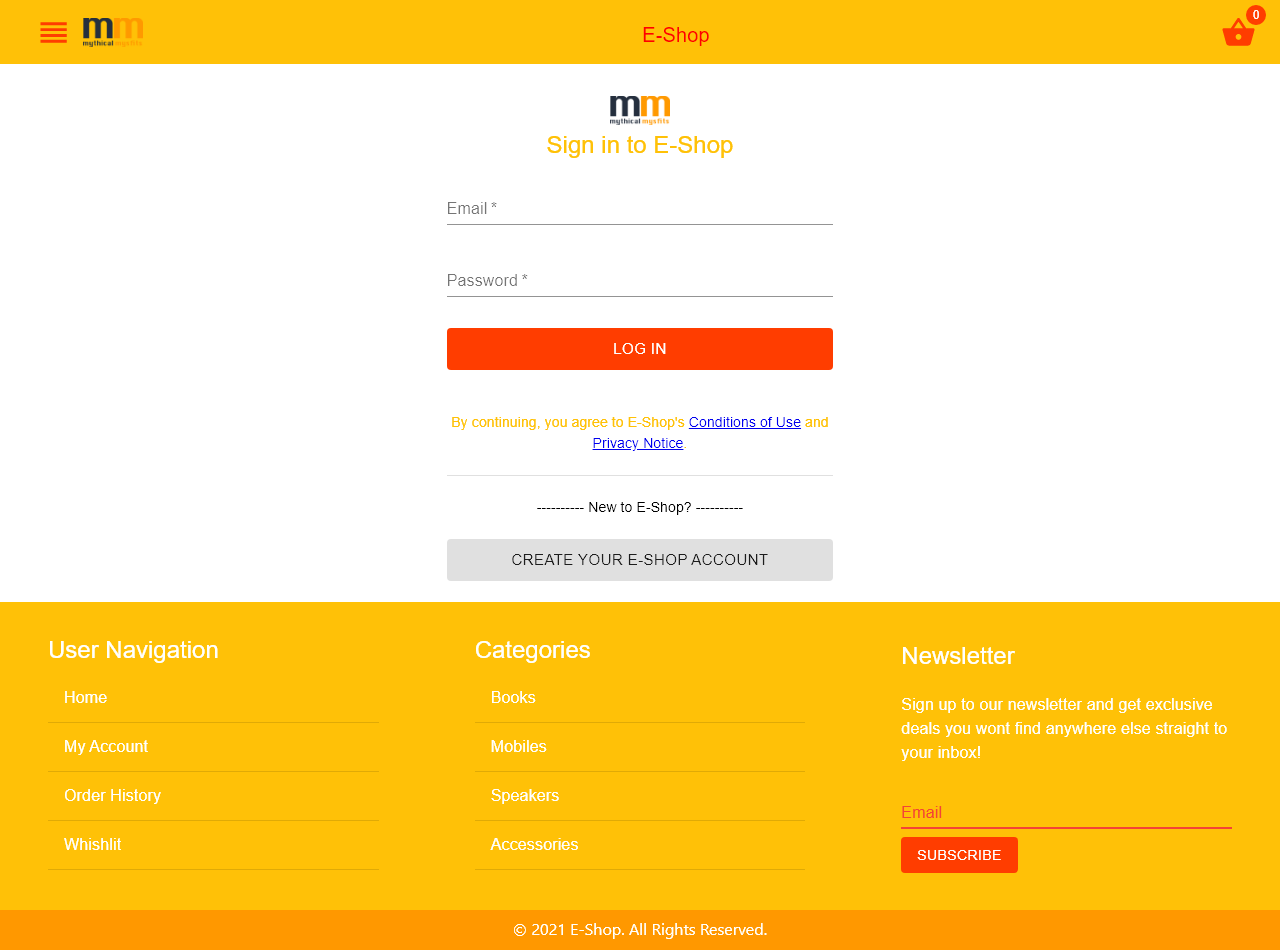 mm
mythical mysfits
E-Shop
0
mm
mythical mysfits
Sign in to E-Shop
Email *
Password *
LOG IN
By continuing, you agree to E-Shop's Conditions of Use and
Privacy Notice.
---------- New to E-Shop? ----------
CREATE YOUR E-SHOP ACCOUNT
User Navigation
Home
My Account
Order History
Whishlit
Categories
Books
Mobiles
Speakers
Accessories
Newsletter
Sign up to our newsletter and get exclusive
deals you wont find anywhere else straight to
your inbox!
Email
SUBSCRIBE
© 2021 E-Shop. All Rights Reserved.